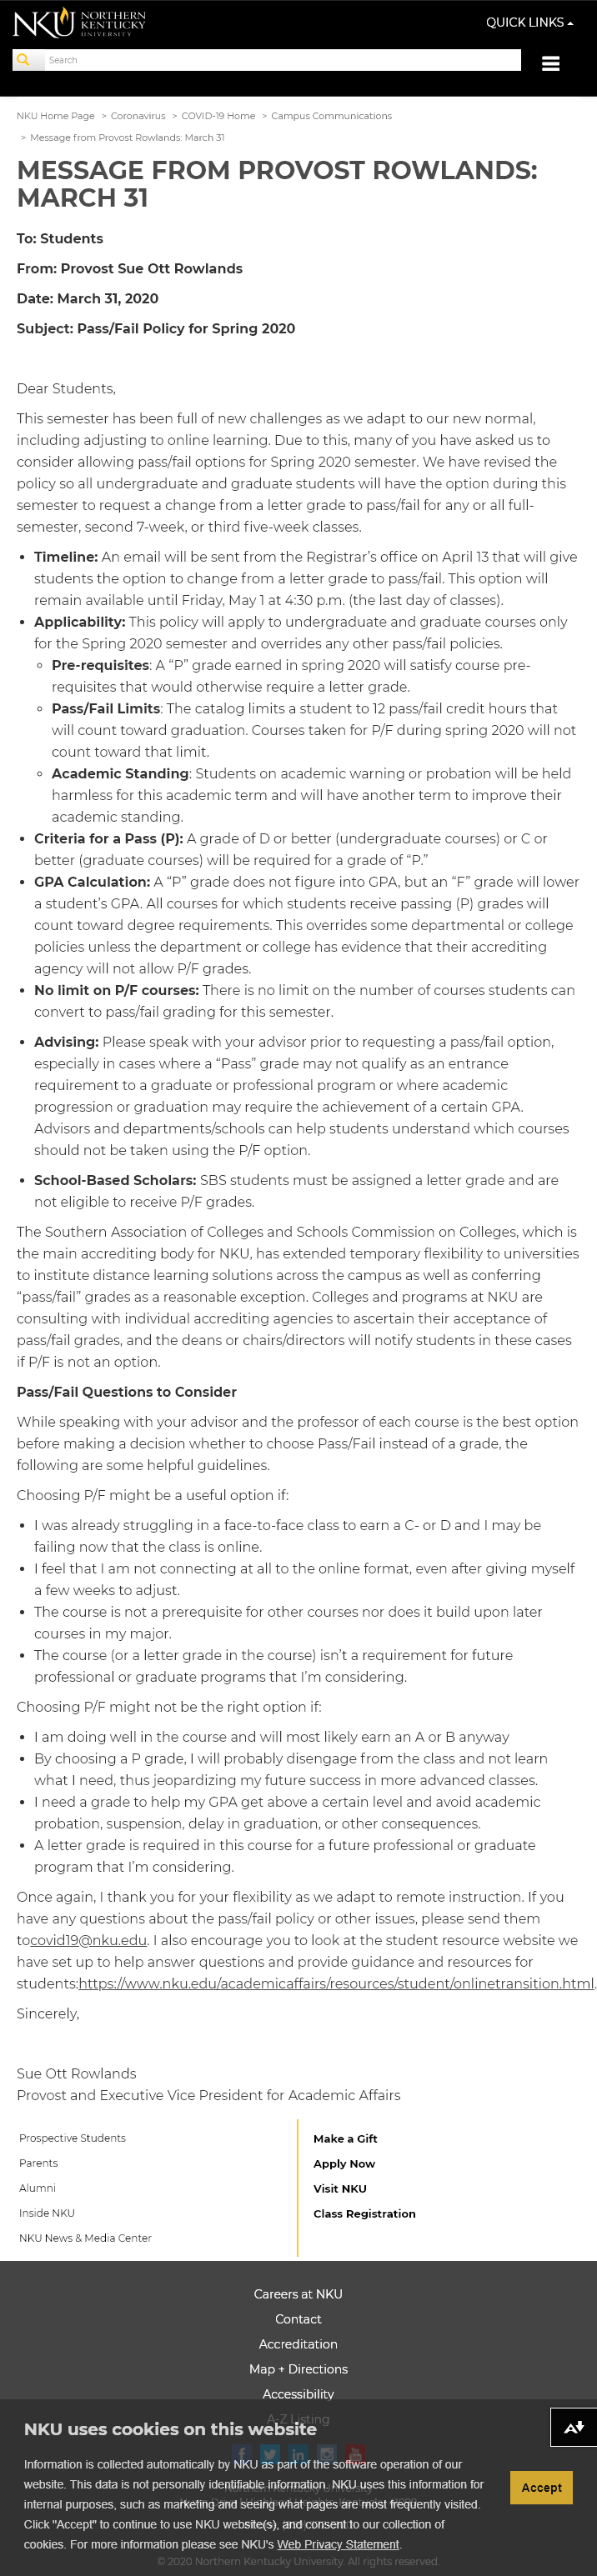 NKU NORTHERN KENTUCKY UNIVERSITY
QUICK LINKS
Search
NKU Home Page > Coronavirus > COVID-19 Home > Campus Communications
> Message from Provost Rowlands: March 31
MESSAGE FROM PROVOST ROWLANDS:
MARCH 31
To: Students
From: Provost Sue Ott Rowlands
Date: March 31, 2020
Subject: Pass/Fail Policy for Spring 2020
Dear Students,
This semester has been full of new challenges as we adapt to our new normal,
including adjusting to online learning. Due to this, many of you have asked us to
consider allowing pass/fail options for Spring 2020 semester. We have revised the
policy so all undergraduate and graduate students will have the option during this
semester to request a change from a letter grade to pass/fail for any or all full-
semester, second 7-week, or third five-week classes.
• Timeline: An email will be sent from the Registrar's office on April 13 that will give
students the option to change from a letter grade to pass/fail. This option will
remain available until Friday, May 1 at 4:30 p.m. (the last day of classes).
• Applicability: This policy will apply to undergraduate and graduate courses only
for the Spring 2020 semester and overrides any other pass/fail policies.
◦ Pre-requisites: A “P” grade earned in spring 2020 will satisfy course pre-
requisites that would otherwise require a letter grade.
◦ Pass/Fail Limits: The catalog limits a student to 12 pass/fail credit hours that
will count toward graduation. Courses taken for P/F during spring 2020 will not
count toward that limit.
◦ Academic Standing: Students on academic warning or probation will be held
harmless for this academic term and will have another term to improve their
academic standing.
• Criteria for a Pass (P): A grade of D or better (undergraduate courses) or C or
better (graduate courses) will be required for a grade of “P.”
• GPA Calculation: A “P” grade does not figure into GPA, but an “F” grade will lower
a student’s GPA. All courses for which students receive passing (P) grades will
count toward degree requirements. This overrides some departmental or college
policies unless the department or college has evidence that their accrediting
agency will not allow P/F grades.
• No limit on P/F courses: There is no limit on the number of courses students can
convert to pass/fail grading for this semester.
• Advising: Please speak with your advisor prior to requesting a pass/fail option,
especially in cases where a “Pass” grade may not qualify as an entrance
requirement to a graduate or professional program or where academic
progression or graduation may require the achievement of a certain GPA.
Advisors and departments/schools can help students understand which courses
should not be taken using the P/F option.
• School-Based Scholars: SBS students must be assigned a letter grade and are
not eligible to receive P/F grades.
The Southern Association of Colleges and Schools Commission on Colleges, which is
the main accrediting body for NKU, has extended temporary flexibility to universities
to institute distance learning solutions across the campus as well as conferring
“pass/fail” grades as a reasonable exception. Colleges and programs at NKU are
consulting with individual accrediting agencies to ascertain their acceptance of
pass/fail grades, and the deans or chairs/directors will notify students in these cases
if P/F is not an option.
Pass/Fail Questions to Consider
While speaking with your advisor and the professor of each course is the best option
before making a decision whether to choose Pass/Fail instead of a grade, the
following are some helpful guidelines.
Choosing P/F might be a useful option if:
• I was already struggling in a face-to-face class to earn a C- or D and I may be
failing now that the class is online.
• I feel that I am not connecting at all to the online format, even after giving myself
a few weeks to adjust.
• The course is not a prerequisite for other courses nor does it build upon later
courses in my major.
• The course (or a letter grade in the course) isn’t a requirement for future
professional or graduate programs that I’m considering.
Choosing P/F might not be the right option if:
• I am doing well in the course and will most likely earn an A or B anyway
• By choosing a P grade, I will probably disengage from the class and not learn
what I need, thus jeopardizing my future success in more advanced classes.
• I need a grade to help my GPA get above a certain level and avoid academic
probation, suspension, delay in graduation, or other consequences.
• A letter grade is required in this course for a future professional or graduate
program that I’m considering.
Once again, I thank you for your flexibility as we adapt to remote instruction. If you
have any questions about the pass/fail policy or other issues, please send them
tocovid19@nku.edu. I also encourage you to look at the student resource website we
have set up to help answer questions and provide guidance and resources for
students:https://www.nku.edu/academicaffairs/resources/student/onlinetransition.html.
Sincerely,
Sue Ott Rowlands
Provost and Executive Vice President for Academic Affairs
Prospective Students
Parents
Alumni
Inside NKU
NKU News & Media Center
Make a Gift
Apply Now
Visit NKU
Class Registration
Careers at NKU
Contact
Accreditation
Map + Directions
Accessibility
A-Z Listing
NKU uses cookies on this website
Information is collected automatically by NKU as part of the software operation of our
website. This data is not personally identifiable information. NKU uses this information for
internal purposes, such as marketing and seeing what pages are most frequently visited.
Click "Accept" to continue to use NKU website(s), and consent to our collection of
cookies. For more information please see NKU's Web Privacy Statement.
Accept
© 2020 Northern Kentucky University. All rights reserved.